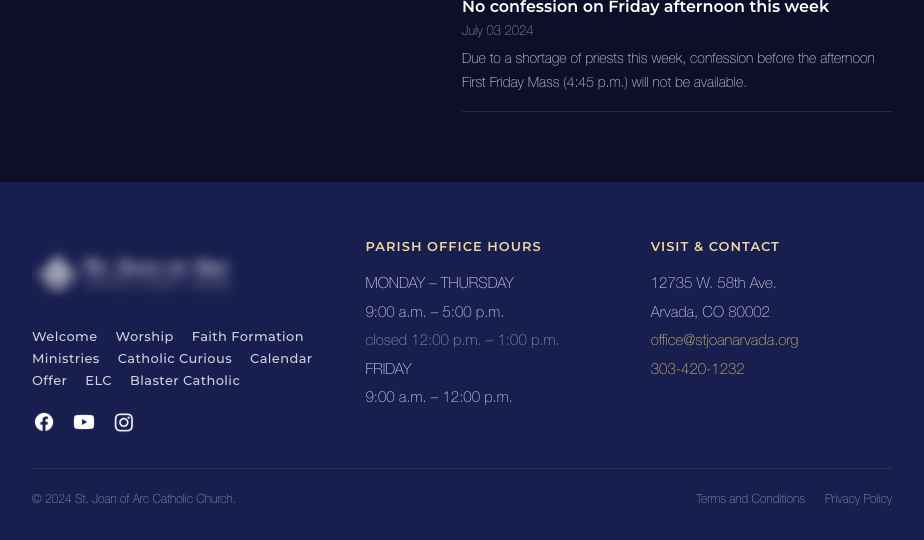 No confession on Friday afternoon this week
July 03 2024
Due to a shortage of priests this week, confession before the afternoon
First Friday Mass (4:45 p.m.) will not be available.
Welcome Worship Faith Formation
Ministries Catholic Curious Calendar
Offer ELC Blaster Catholic
PARISH OFFICE HOURS
MONDAY – THURSDAY
9:00 a.m. – 5:00 p.m.
closed 12:00 p.m. – 1:00 p.m.
FRIDAY
9:00 a.m. – 12:00 p.m.
VISIT & CONTACT
12735 W. 58th Ave.
Arvada, CO 80002
office@stjoanarvada.org
303-420-1232
© 2024 St. Joan of Arc Catholic Church.
Terms and Conditions Privacy Policy